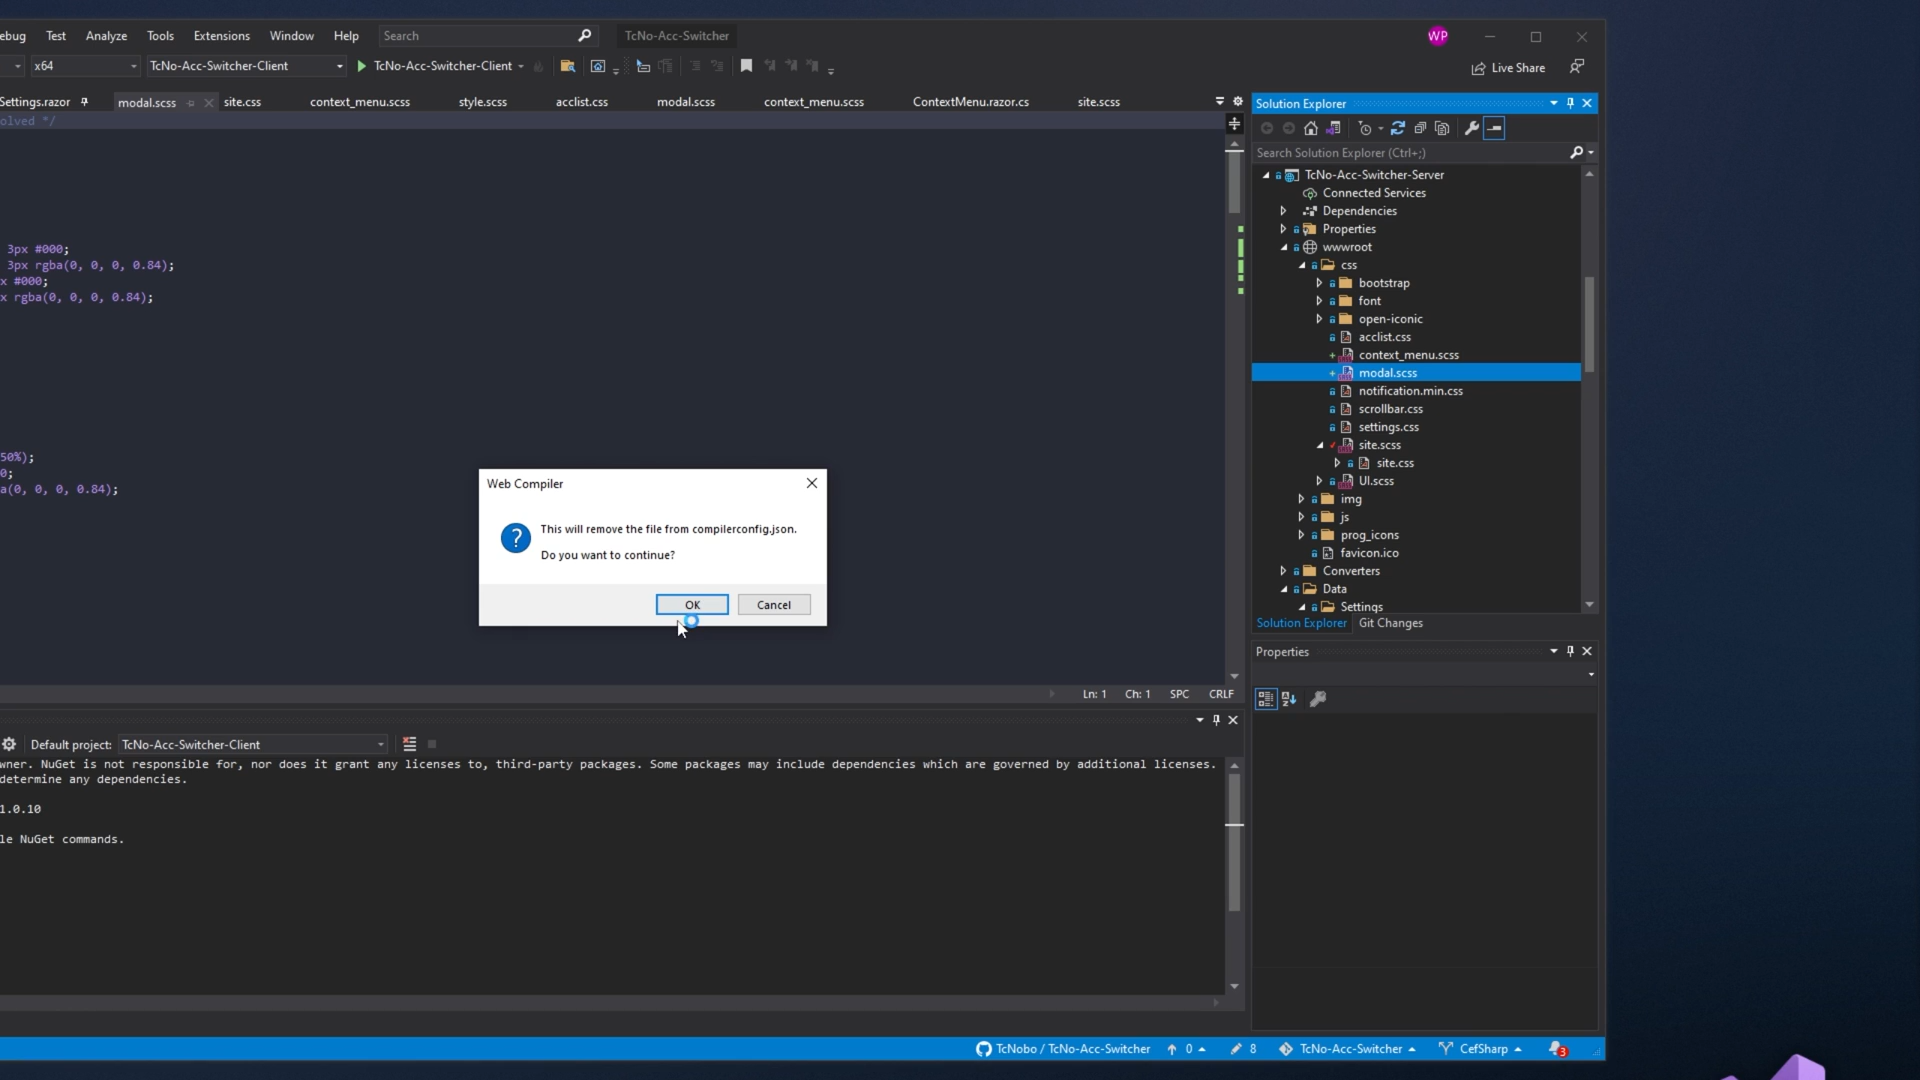 ebug Test Analyze Tools Extensions Window Help Search TcNo-Acc-Switcher WP
x64 TcNo-Acc-Switcher-Client TcNo-Acc-Switcher-Client Live Share
Settings.razor modal.scss site.css context_menu.scss style.scss acclist.css modal.scss context_menu.scss ContextMenu.razor.cs site.scss
olved */
3px #000;
3px rgba(0, 0, 0, 0.84);
x #000;
x rgba(0, 0, 0, 0.84);
50%);
0;
a(0, 0, 0, 0.84);
Web Compiler
This will remove the file from compilerconfig.json.
Do you want to continue?
OK Cancel
Ln: 1 Ch: 1 SPC CRLF
Solution Explorer
Search Solution Explorer (Ctrl+;)
TcNo-Acc-Switcher-Server
Connected Services
Dependencies
Properties
wwwroot
css
bootstrap
font
open-iconic
acclist.css
context_menu.scss
modal.scss
notification.min.css
scrollbar.css
settings.css
site.scss
site.css
UI.scss
img
js
prog_icons
favicon.ico
Converters
Data
Settings
Solution Explorer Git Changes
Properties
Default project: TcNo-Acc-Switcher-Client
wner. NuGet is not responsible for, nor does it grant any licenses to, third-party packages. Some packages may include dependencies which are governed by additional licenses.
determine any dependencies.
1.0.10
le NuGet commands.
TcNobo / TcNo-Acc-Switcher 0 8 TcNo-Acc-Switcher CefSharp 3